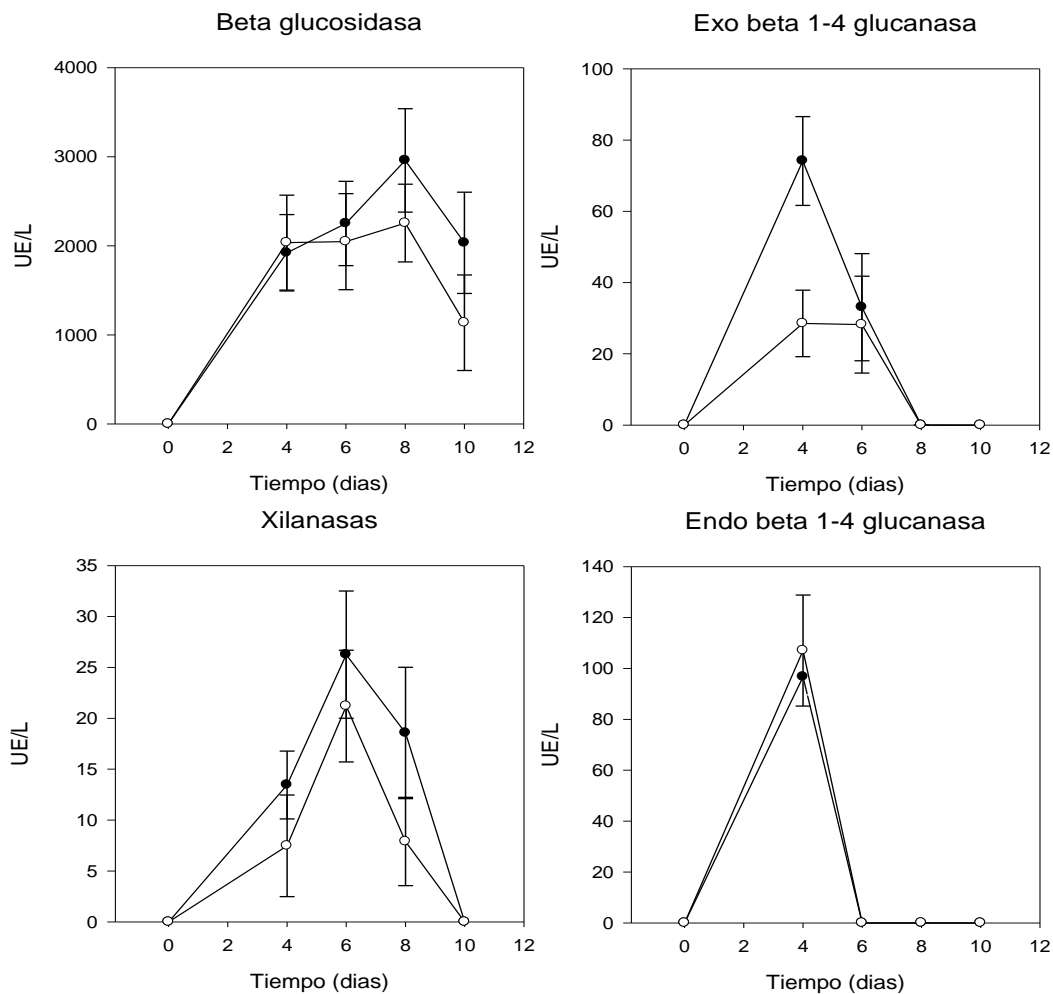 Beta glucosidasa
4000
3000
2000
1000
0
UE/L
0 2 4 6 8 10 12
Tiempo (dias)
Exo beta 1-4 glucanasa
100
80
60
40
20
0
UE/L
0 2 4 6 8 10 12
Tiempo (dias)
Xilanasas
35
30
25
20
15
10
5
0
UE/L
0 2 4 6 8 10 12
Tiempo (dias)
Endo beta 1-4 glucanasa
140
120
100
80
60
40
20
0
UE/L
0 2 4 6 8 10 12
Tiempo (dias)